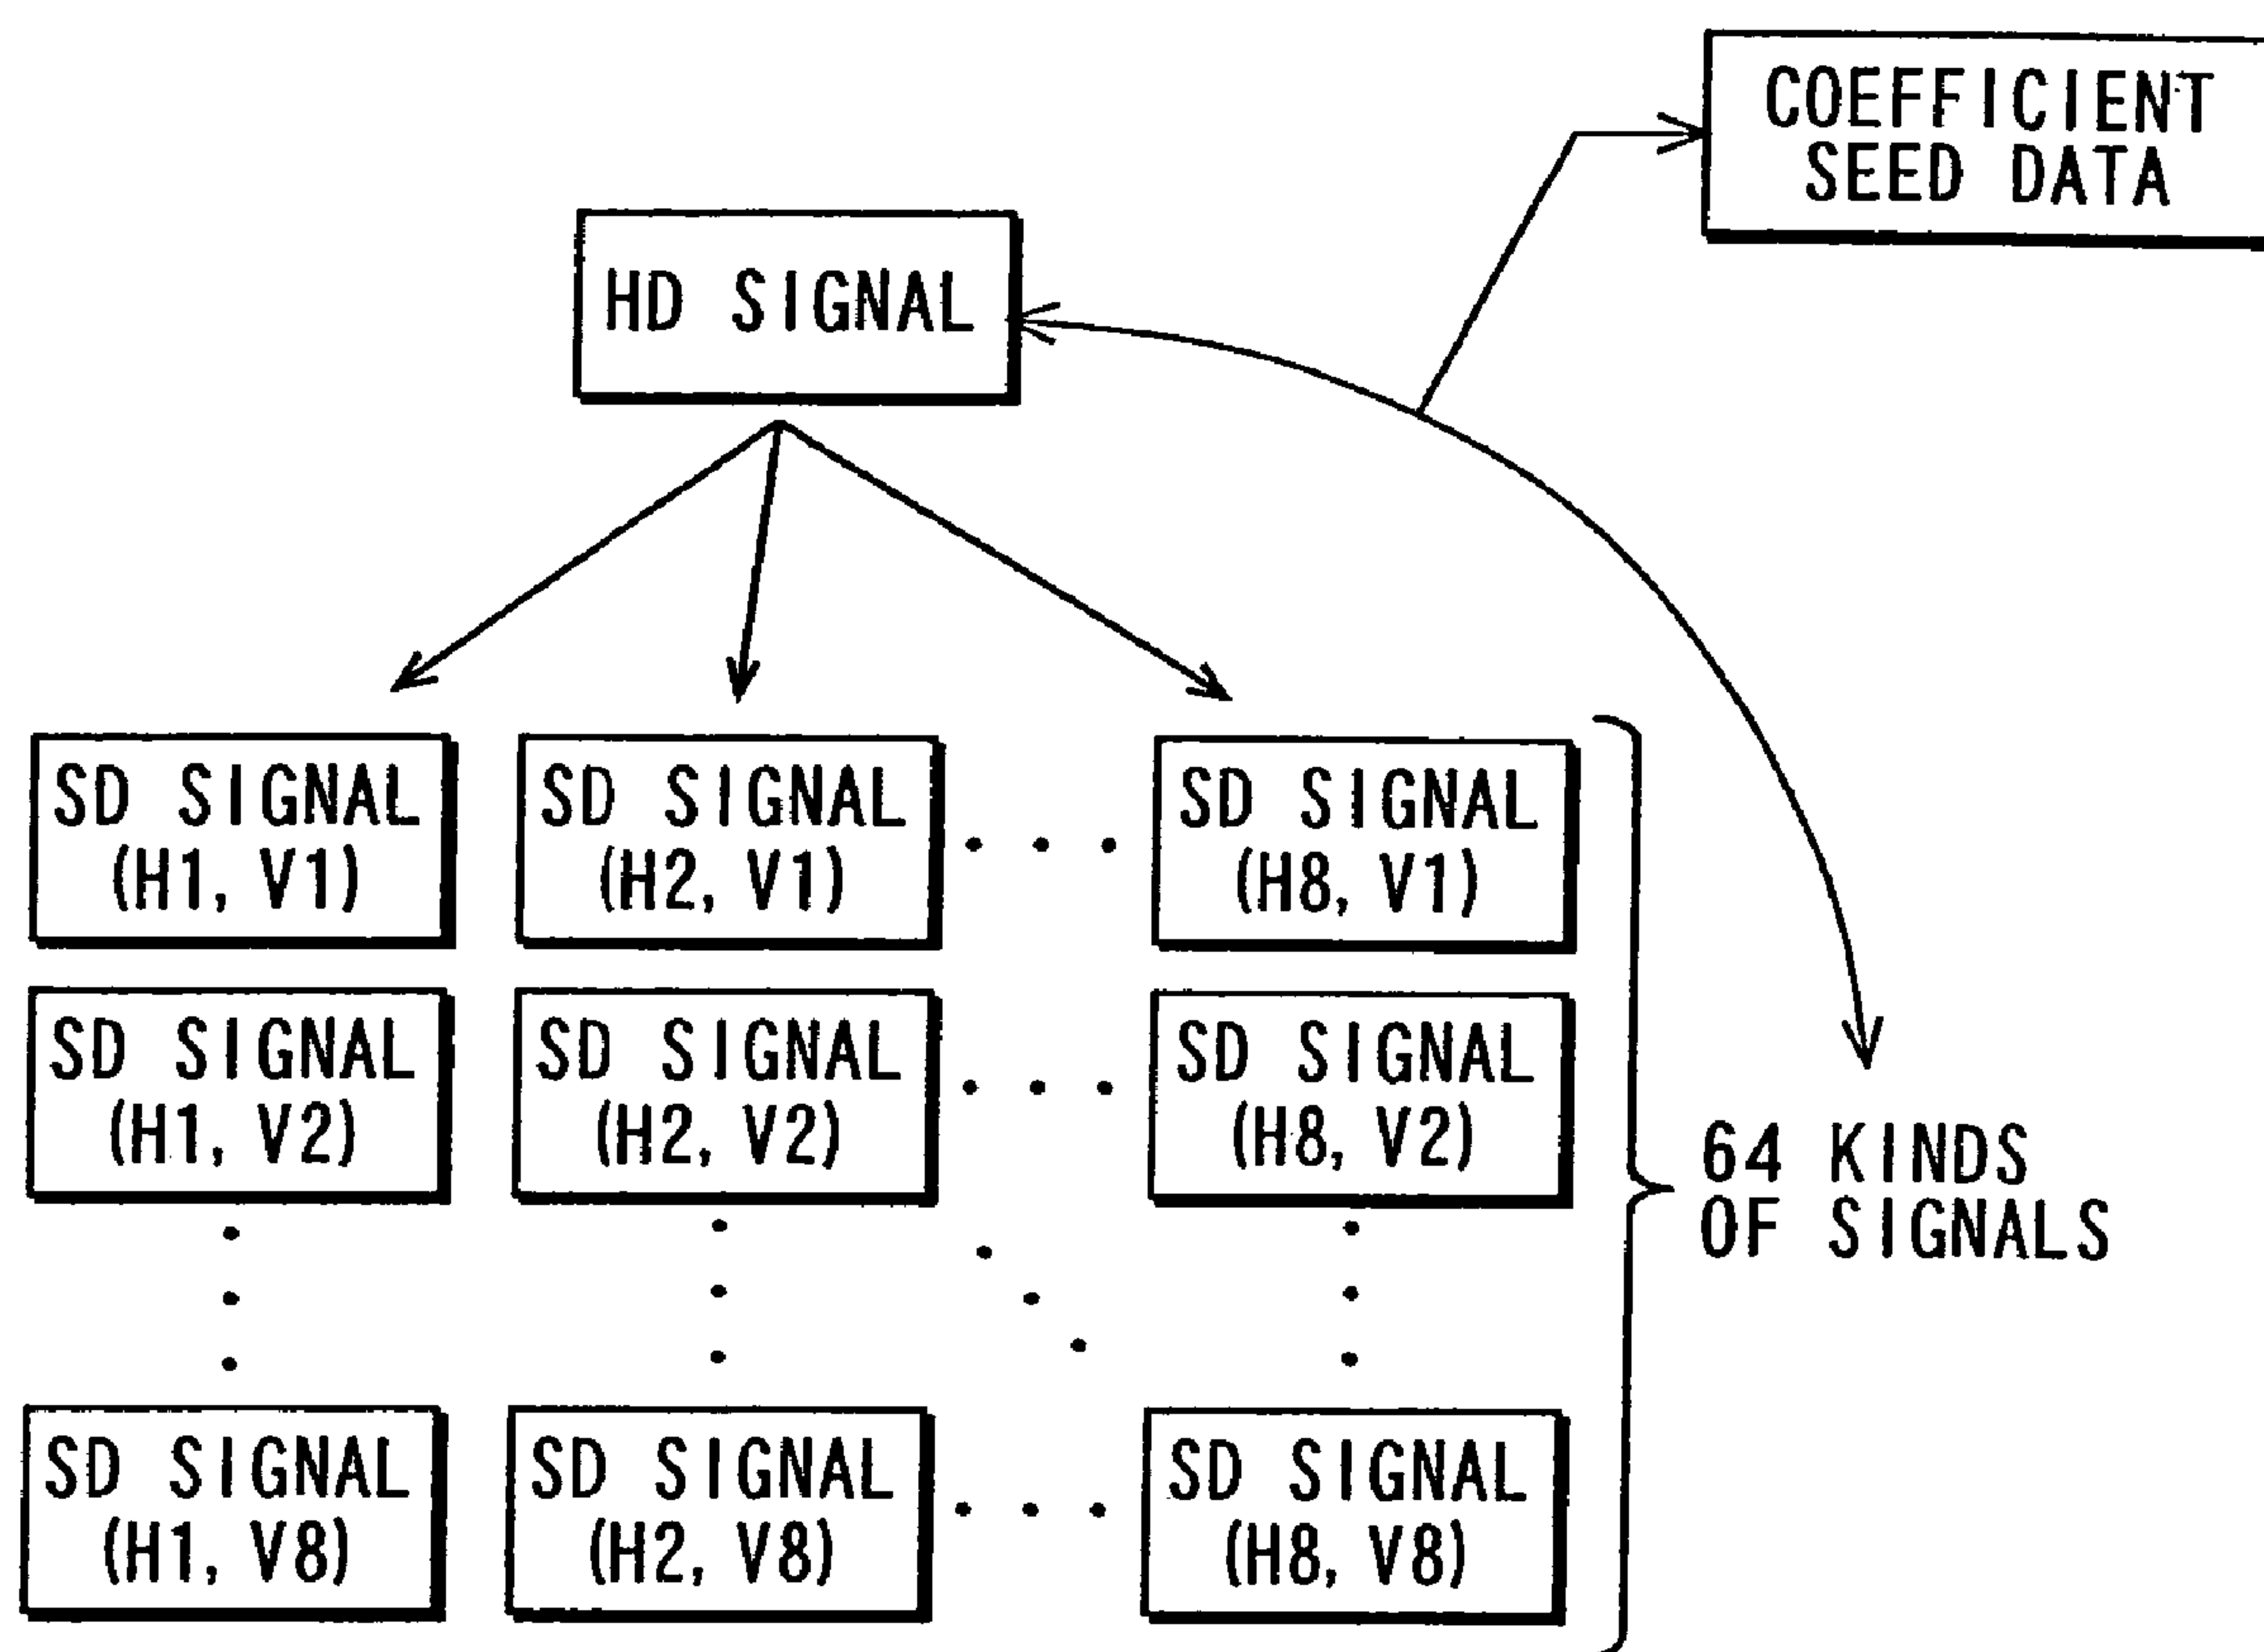 COEFFICIENT
SEED DATA
HD SIGNAL
SD SIGNAL
(H1, V1)
SD SIGNAL
(H2, V1)
SD SIGNAL
(H8, V1)
SD SIGNAL
(H1, V2)
SD SIGNAL
(H2, V2)
SD SIGNAL
(H8, V2)
64 KINDS
OF SIGNALS
SD SIGNAL
(H1, V8)
SD SIGNAL
(H2, V8)
SD SIGNAL
(H8, V8)